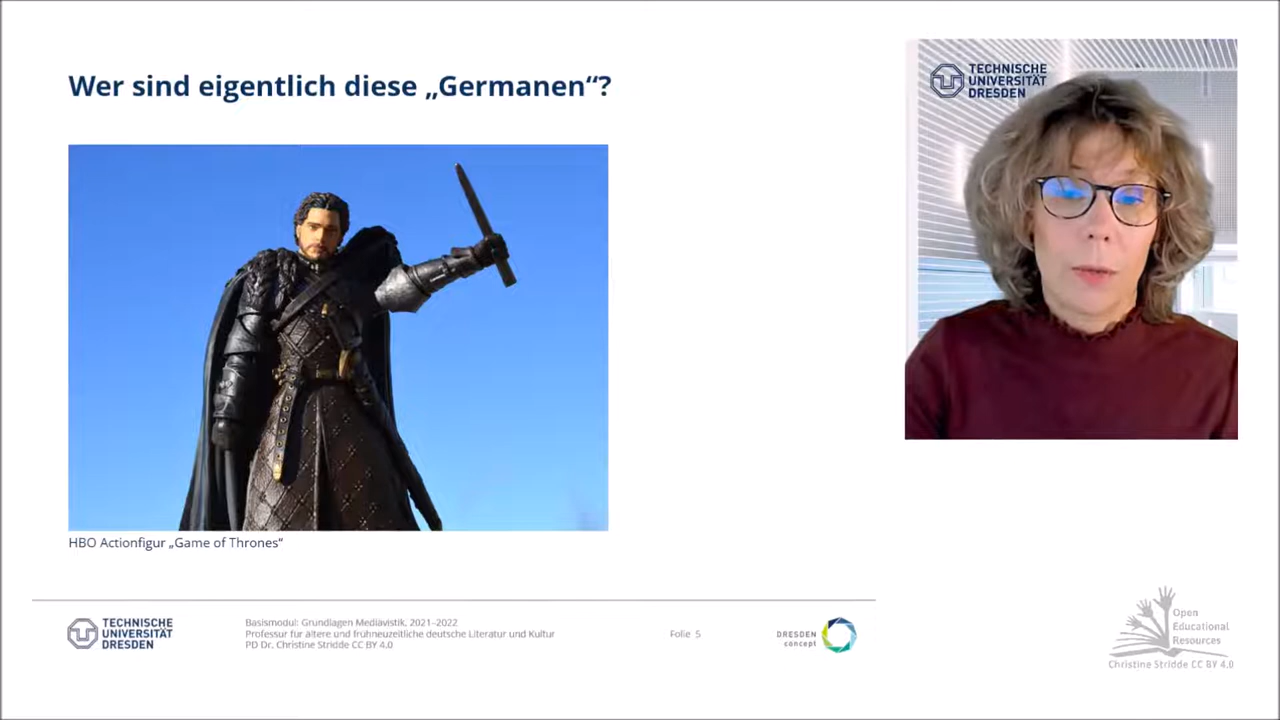 Wer sind eigentlich diese „Germanen“?
TECHNISCHE
UNIVERSITÄT
DRESDEN
HBO Actionfigur „Game of Thrones“
TECHNISCHE
UNIVERSITÄT
DRESDEN
Basismodul: Grundlagen Mediävistik, 2021–2022
Professur für ältere und frühneuzeitliche deutsche Literatur und Kultur
PD Dr. Christine Stridde CC BY 4.0
Folie 5
DRESDEN
concept
Open
Educational
Resources
Christine Stridde CC BY 4.0